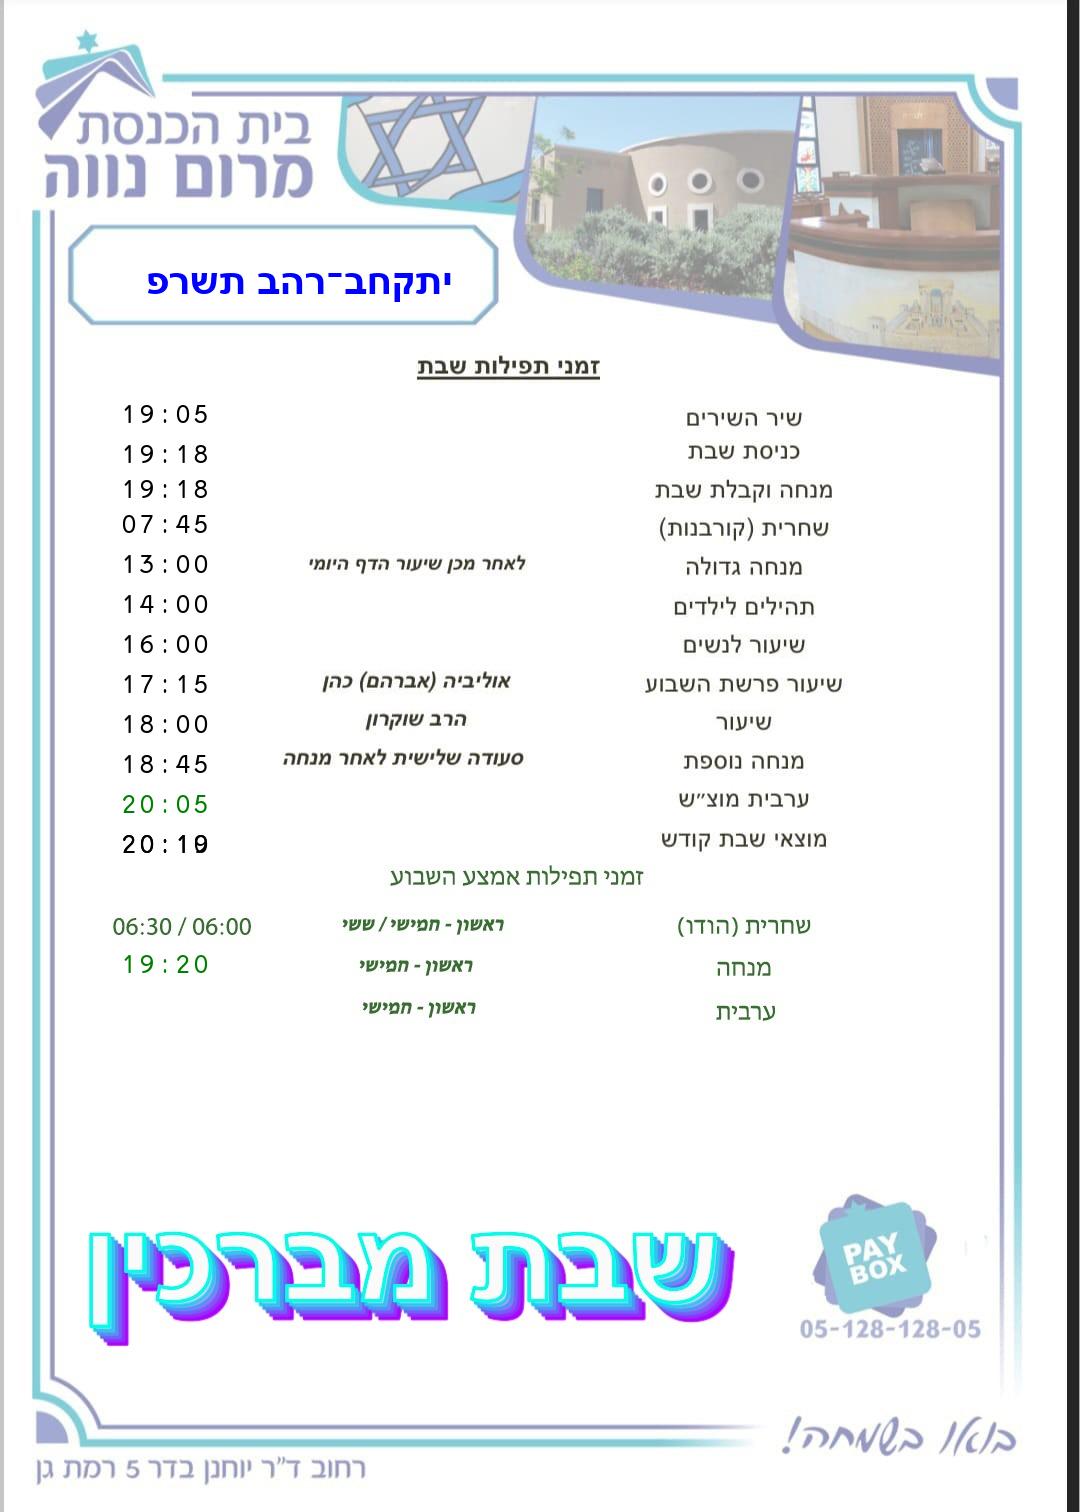 בית הכנסת
מרום נווה
יתקחב־רהב תשרפ
זמני תפילות שבת
שיר השירים 19:05
כניסת שבת 19:18
מנחה וקבלת שבת 19:18
שחרית (קורבנות) 07:45
מנחה גדולה לאחר מכן שיעור הדף היומי 13:00
תהילים לילדים 14:00
שיעור לנשים 16:00
שיעור פרשת השבוע אוליביה (אברהם) כהן 17:15
שיעור הרב שוקרון 18:00
מנחה נוספת סעודה שלישית לאחר מנחה 18:45
ערבית מוצ״ש 20:05
מוצאי שבת קודש
זמני תפילות אמצע השבוע
שחרית (הודו) ראשון - חמישי / שישי 06:30 / 06:00
מנחה ראשון - חמישי 19:20
ערבית ראשון - חמישי
שבת מברכין
PAY
BOX
05-128-128-05
בואו בשמחה!
רחוב ד"ר יוחנן בדר 5 רמת גן